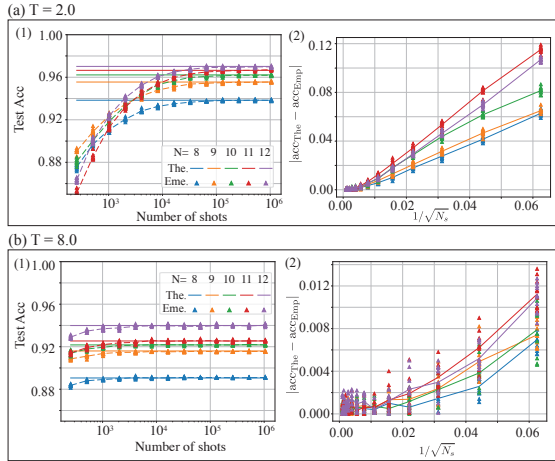 (a) T = 2.0
(1)
Test Acc
1.00
0.96
0.92
0.88
N= 8 9 10 11 12
The.
Eme.
10³ 10⁴ 10⁵ 10⁶
Number of shots
(2)
|acc_The − acc_Emp|
0.12
0.08
0.04
0.00
0.00 0.02 0.04 0.06
1/√N_s
(b) T = 8.0
(1)
Test Acc
1.00
0.96
0.92
0.88
N= 8 9 10 11 12
The.
Eme.
10³ 10⁴ 10⁵ 10⁶
Number of shots
(2)
|acc_The − acc_Emp|
0.012
0.008
0.004
0.000
0.00 0.02 0.04 0.06
1/√N_s